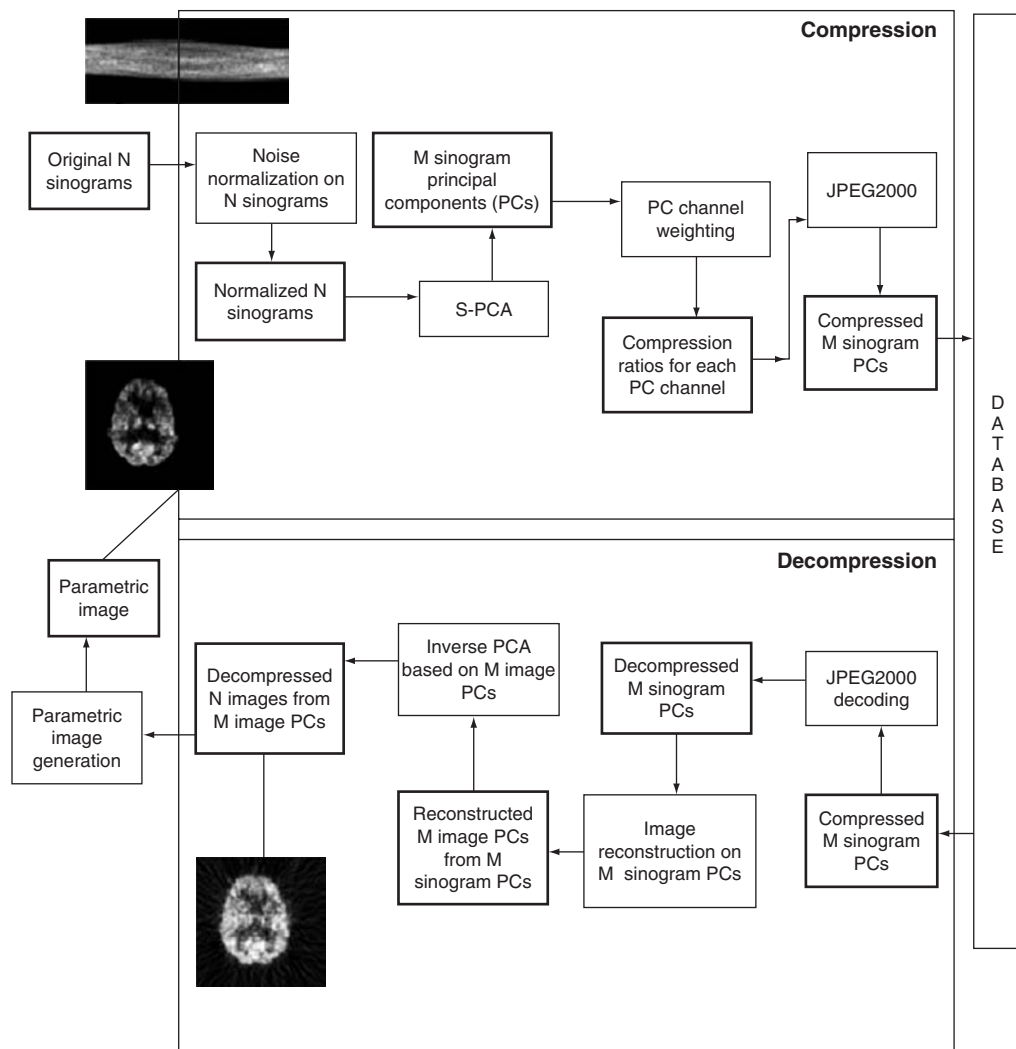 Compression
Original N
sinograms
Noise
normalization on
N sinograms
M sinogram
principal
components (PCs)
PC channel
weighting
JPEG2000
Normalized N
sinograms
S-PCA
Compression
ratios for each
PC channel
Compressed
M sinogram
PCs
D
A
T
A
B
A
S
E
Decompression
Parametric
image
Parametric
image
generation
Decompressed
N images from
M image PCs
Inverse PCA
based on M image
PCs
Decompressed
M sinogram
PCs
JPEG2000
decoding
Reconstructed
M image PCs
from M
sinogram PCs
Image
reconstruction on
M sinogram PCs
Compressed
M sinogram
PCs